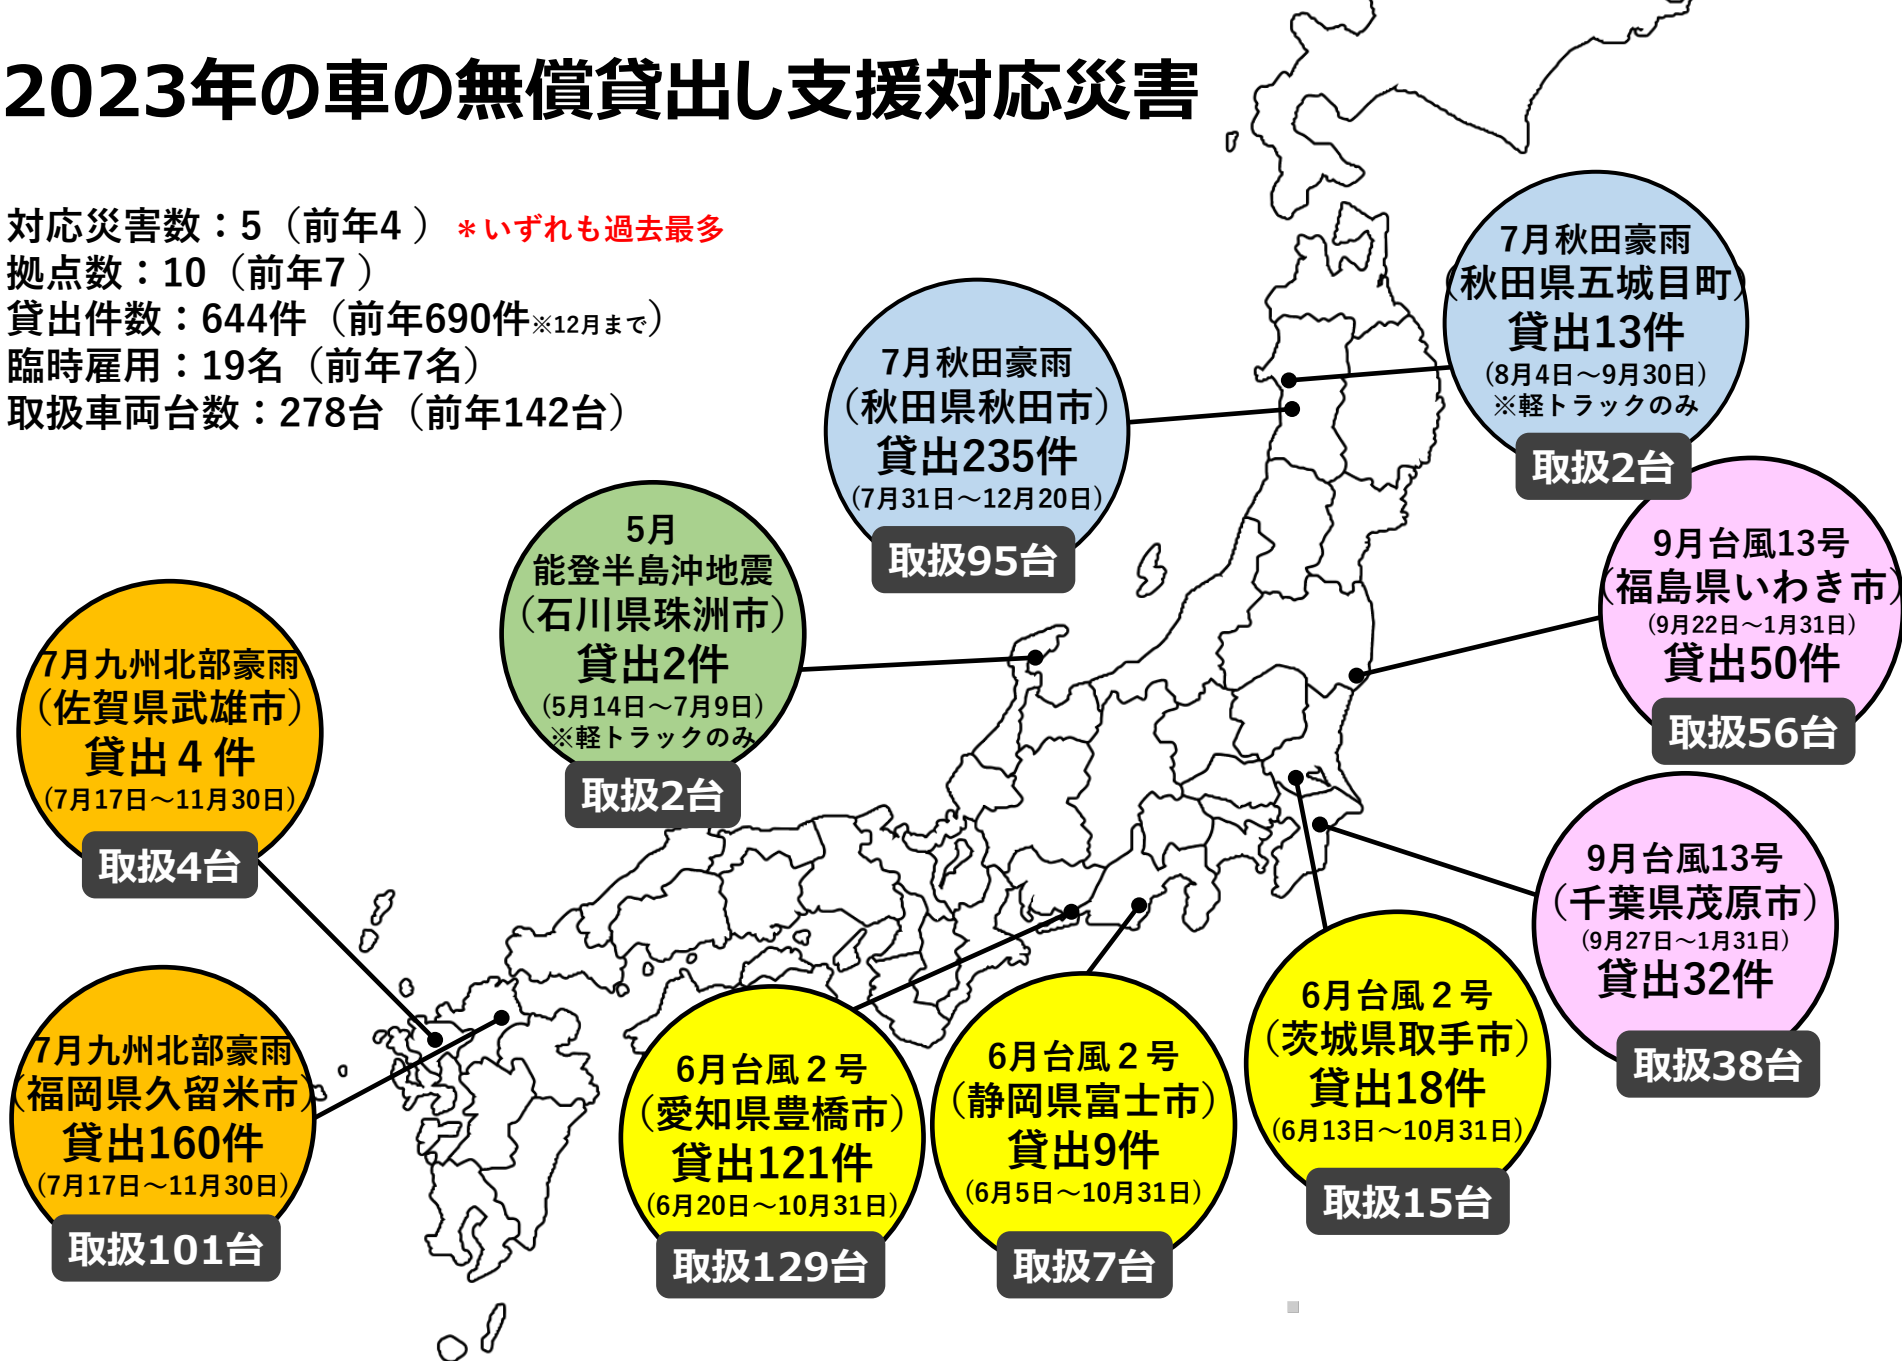 2023年の車の無償貸出し支援対応災害
対応災害数：5（前年4 ）＊いずれも過去最多
拠点数：10（前年7 ）
貸出件数：644件（前年690件※12月まで）
臨時雇用：19名（前年7名）
取扱車両台数：278台（前年142台）
7月秋田豪雨
（秋田県五城目町）
貸出13件
（8月4日～9月30日）
※軽トラックのみ
取扱2台
7月秋田豪雨
（秋田県秋田市）
貸出235件
（7月31日～12月20日）
取扱95台
5月
能登半島沖地震
（石川県珠洲市）
貸出2件
（5月14日～7月9日）
※軽トラックのみ
取扱2台
9月台風13号
（福島県いわき市）
（9月22日～1月31日）
貸出50件
取扱56台
7月九州北部豪雨
（佐賀県武雄市）
貸出４件
（7月17日～11月30日）
取扱4台
9月台風13号
（千葉県茂原市）
（9月27日～1月31日）
貸出32件
取扱38台
7月九州北部豪雨
（福岡県久留米市）
貸出160件
（7月17日～11月30日）
取扱101台
6月台風２号
（愛知県豊橋市）
貸出121件
（6月20日～10月31日）
取扱129台
6月台風２号
（静岡県富士市）
貸出9件
（6月5日～10月31日）
取扱7台
6月台風２号
（茨城県取手市）
貸出18件
（6月13日～10月31日）
取扱15台